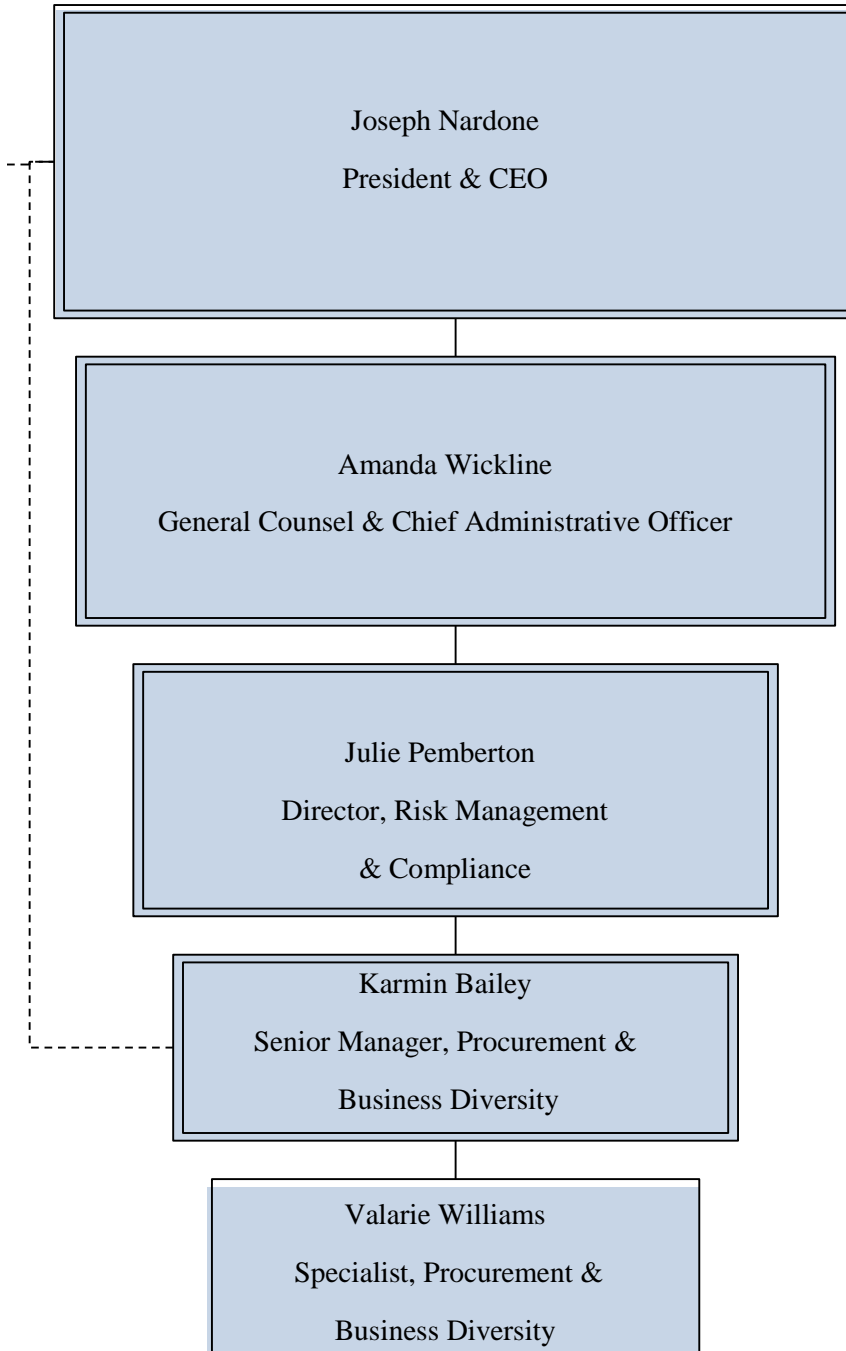 Joseph Nardone
President & CEO
Amanda Wickline
General Counsel & Chief Administrative Officer
Julie Pemberton
Director, Risk Management
& Compliance
Karmin Bailey
Senior Manager, Procurement &
Business Diversity
Valarie Williams
Specialist, Procurement &
Business Diversity